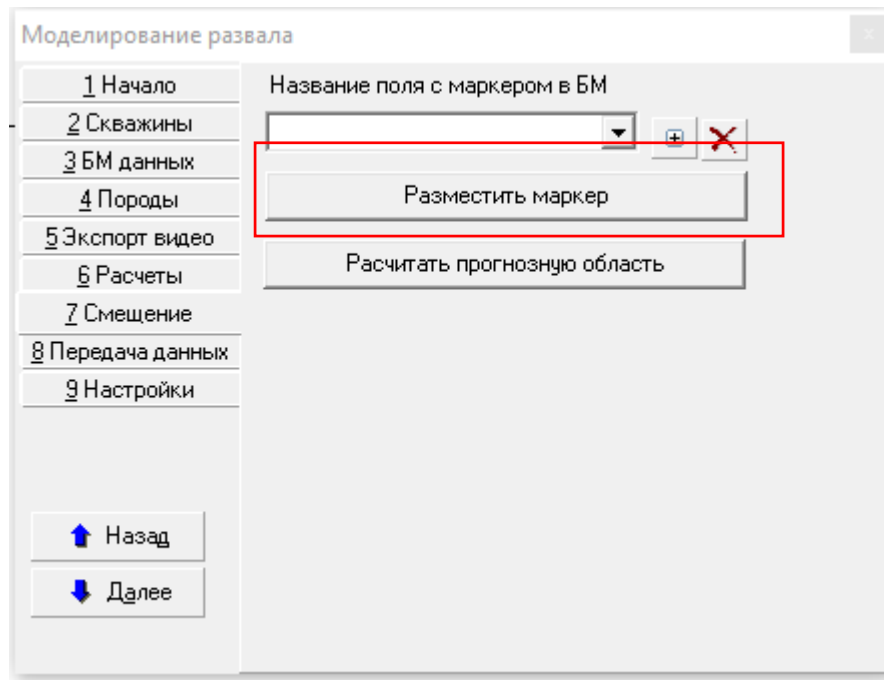 Моделирование развала
x
1 Начало
2 Скважины
3 БМ данных
4 Породы
5 Экспорт видео
6 Расчеты
7 Смещение
8 Передача данных
9 Настройки
Назад
Далее
Название поля с маркером в БМ
Разместить маркер
Расчитать прогнозную область